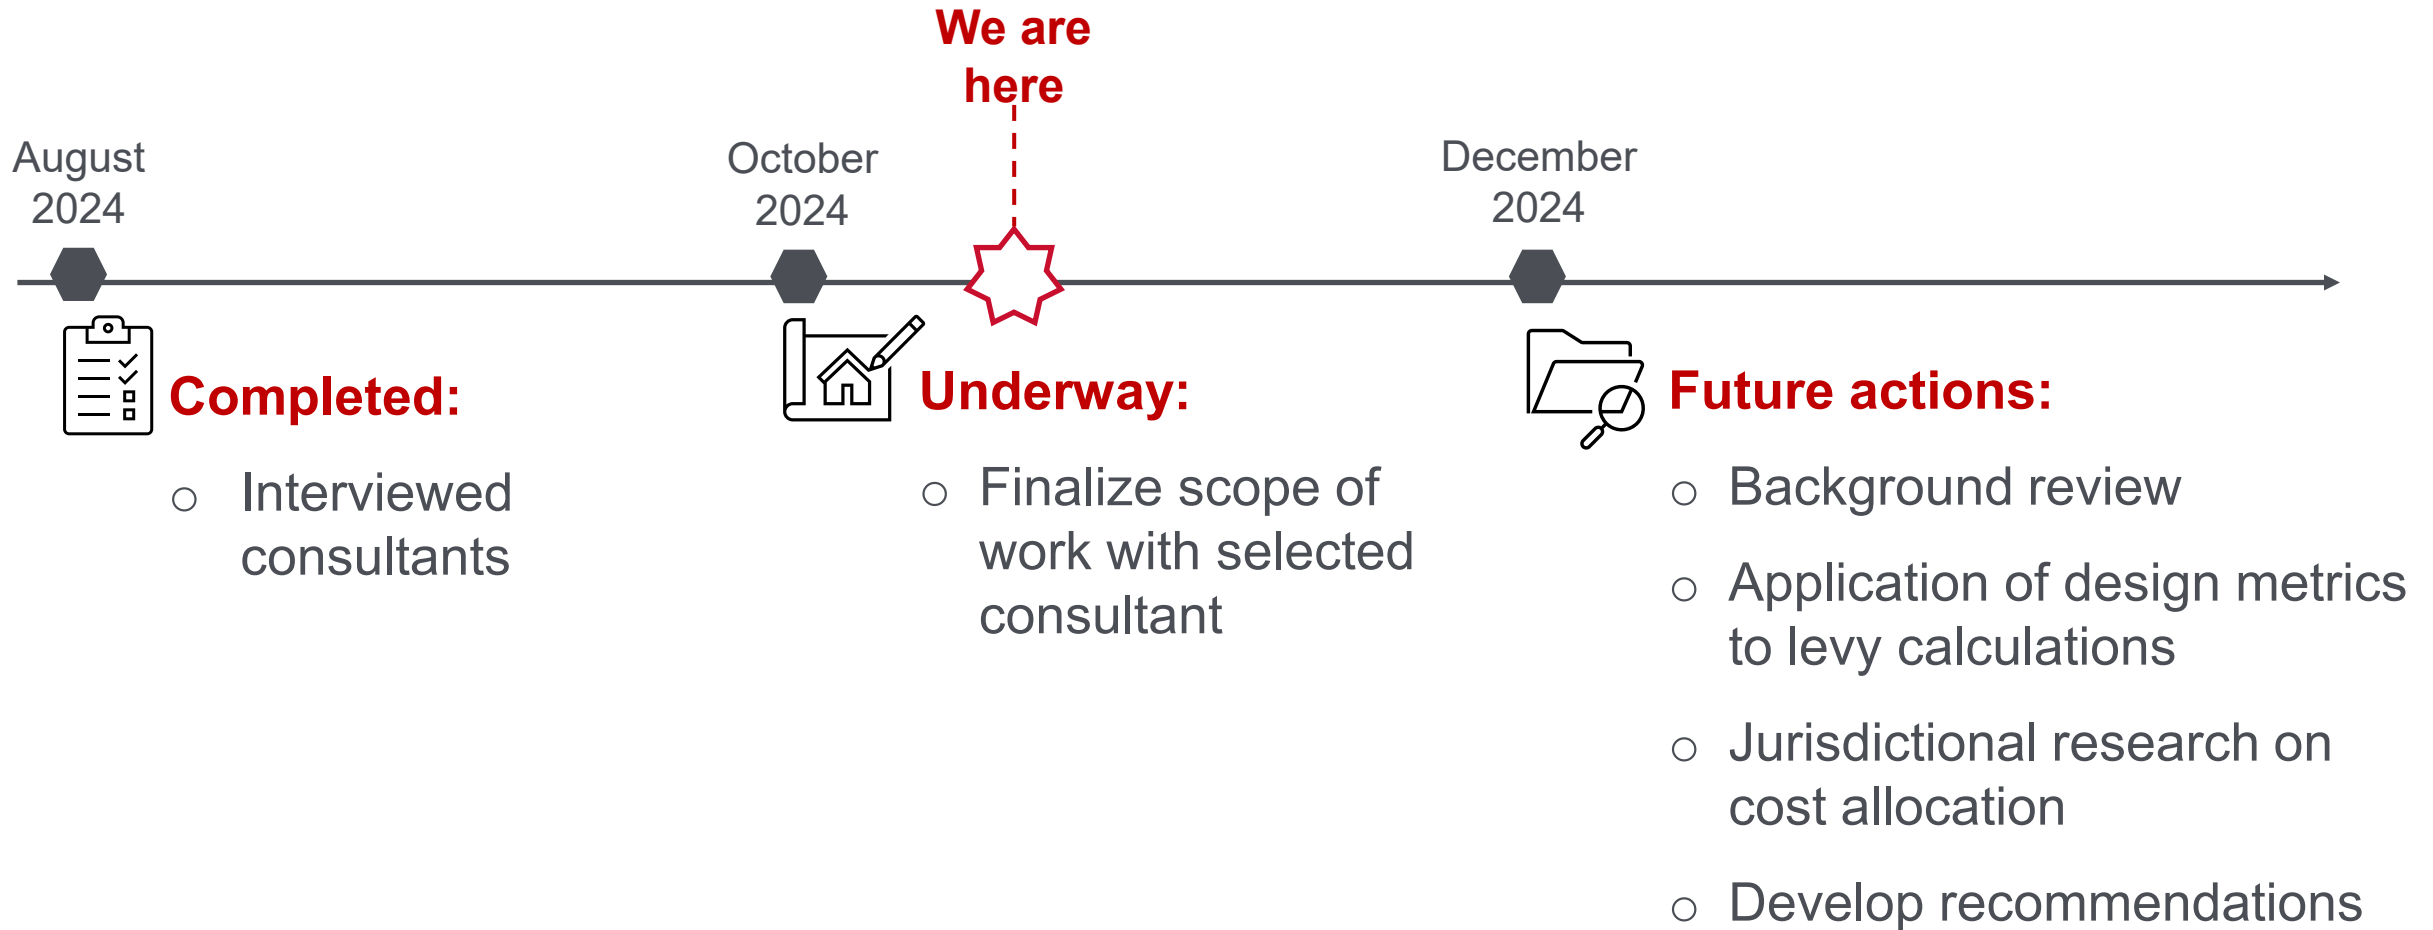 We are
here
August
2024
October
2024
December
2024
Completed:
○ Interviewed
consultants
Underway:
○ Finalize scope of
work with selected
consultant
Future actions:
○ Background review
○ Application of design metrics
to levy calculations
○ Jurisdictional research on
cost allocation
○ Develop recommendations